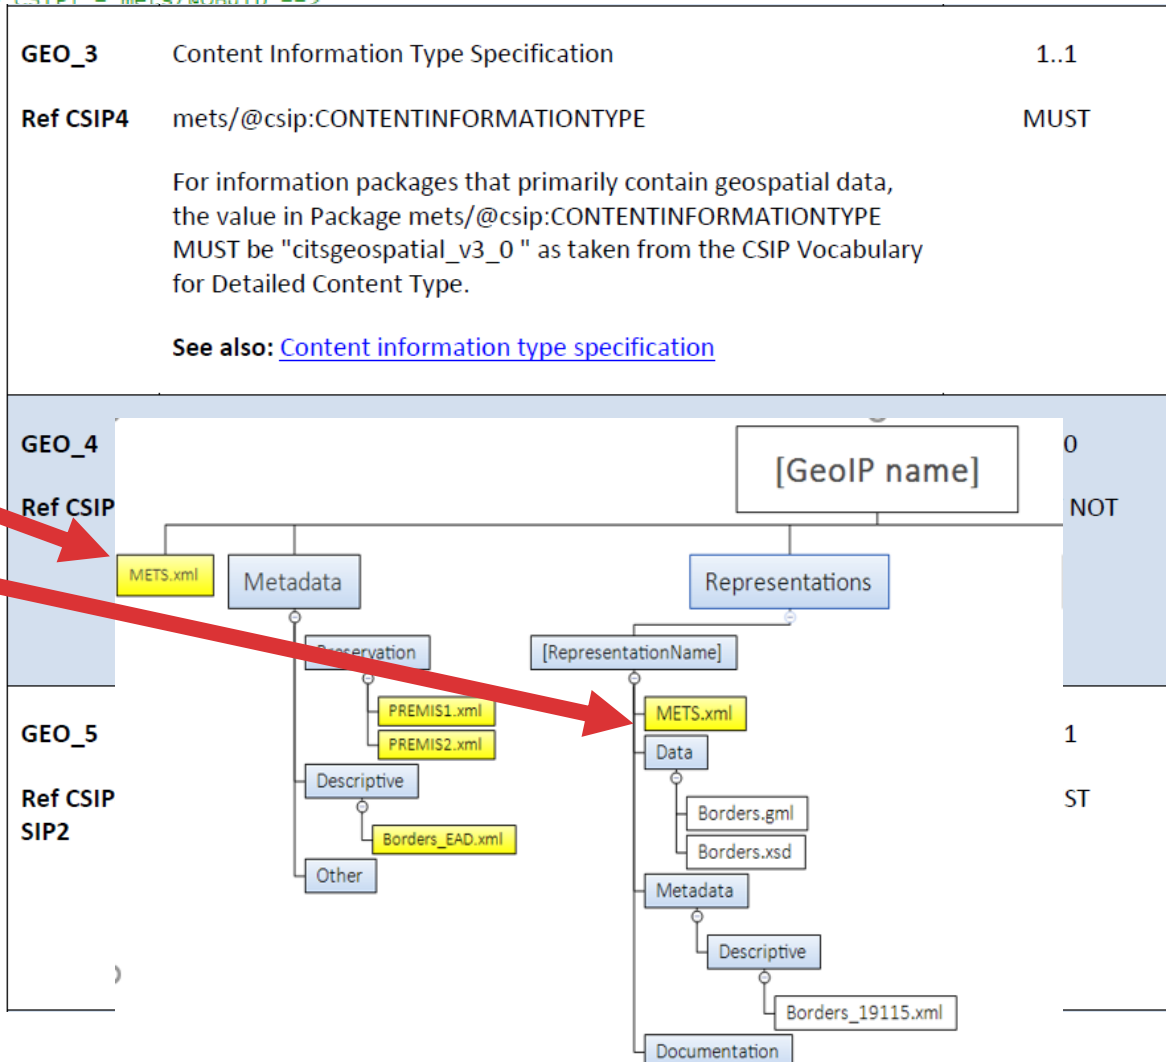 GEO_3 Content Information Type Specification 1..1
Ref CSIP4 mets/@csip:CONTENTINFORMATIONTYPE MUST
For information packages that primarily contain geospatial data,
the value in Package mets/@csip:CONTENTINFORMATIONTYPE
MUST be "citsgeospatial_v3_0 " as taken from the CSIP Vocabulary
for Detailed Content Type.
See also: Content information type specification
GEO_4 0
Ref CSIP NOT
GEO_5 1
Ref CSIP ST
SIP2
[GeoIP name]
METS.xml
Metadata
Representations
Preservation
[RepresentationName]
PREMIS1.xml
METS.xml
PREMIS2.xml
Data
Descriptive
Borders.gml
Borders_EAD.xml
Borders.xsd
Other
Metadata
Descriptive
Borders_19115.xml
Documentation